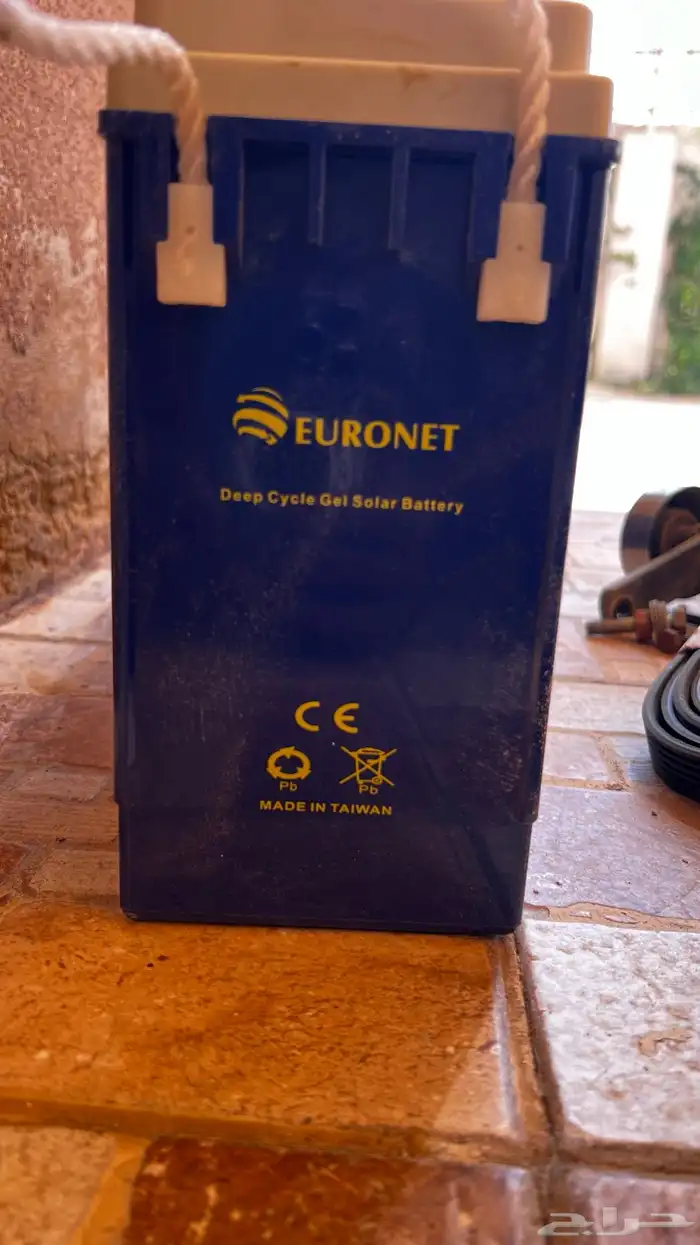 EURONET
Deep Cycle Gel Solar Battery
CE
Pb Pb
MADE IN TAIWAN
حراج